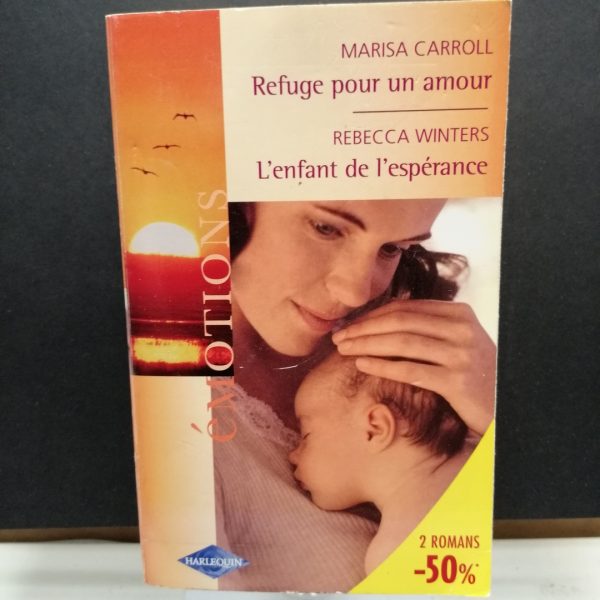 MARISA CARROLL
Refuge pour un amour
REBECCA WINTERS
L'enfant de l'espérance
éMOTIONS
HARLEQUIN
2 ROMANS
-50%*